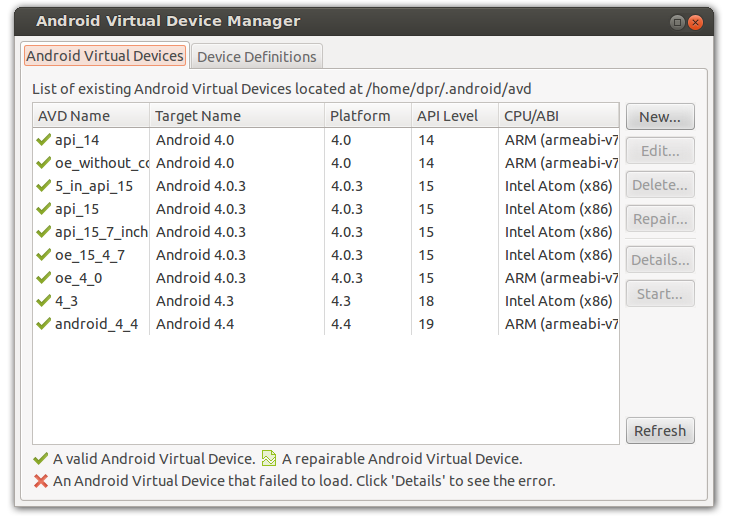 Android Virtual Device Manager
Android Virtual Devices Device Definitions
List of existing Android Virtual Devices located at /home/dpr/.android/avd
AVD Name Target Name Platform API Level CPU/ABI
New...
api_14 Android 4.0 4.0 14 ARM (armeabi-v7
Edit...
oe_without_co Android 4.0 4.0 14 ARM (armeabi-v7
5_in_api_15 Android 4.0.3 4.0.3 15 Intel Atom (x86)
Delete...
api_15 Android 4.0.3 4.0.3 15 Intel Atom (x86)
Repair...
api_15_7_inch Android 4.0.3 4.0.3 15 Intel Atom (x86)
oe_15_4_7 Android 4.0.3 4.0.3 15 Intel Atom (x86)
Details...
oe_4_0 Android 4.0.3 4.0.3 15 ARM (armeabi-v7
Start...
4_3 Android 4.3 4.3 18 Intel Atom (x86)
android_4_4 Android 4.4 4.4 19 ARM (armeabi-v7
Refresh
A valid Android Virtual Device. A repairable Android Virtual Device.
An Android Virtual Device that failed to load. Click 'Details' to see the error.